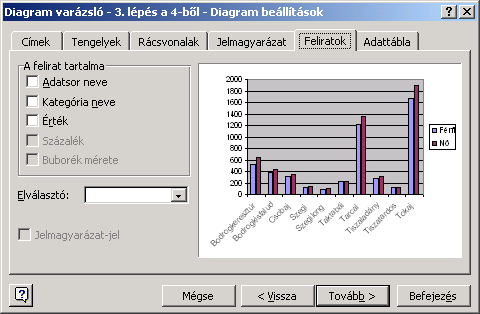 Diagram varázsló - 3. lépés a 4-ből - Diagram beállítások
Címek Tengelyek Rácsvonalak Jelmagyarázat Feliratok Adattábla
A felirat tartalma
Adatsor neve
Kategória neve
Érték
Százalék
Buborék mérete
Elválasztó:
Jelmagyarázat-jel
2000
1800
1600
1400
1200
1000
800
600
400
200
0
Bodrogkeresztúr
Bodrogkisfalud
Csobaj
Szegi
Szegilong
Taktabáj
Tarcal
Tiszaladány
Tiszatardos
Tokaj
Férfi
Nő
Mégse < Vissza Tovább > Befejezés